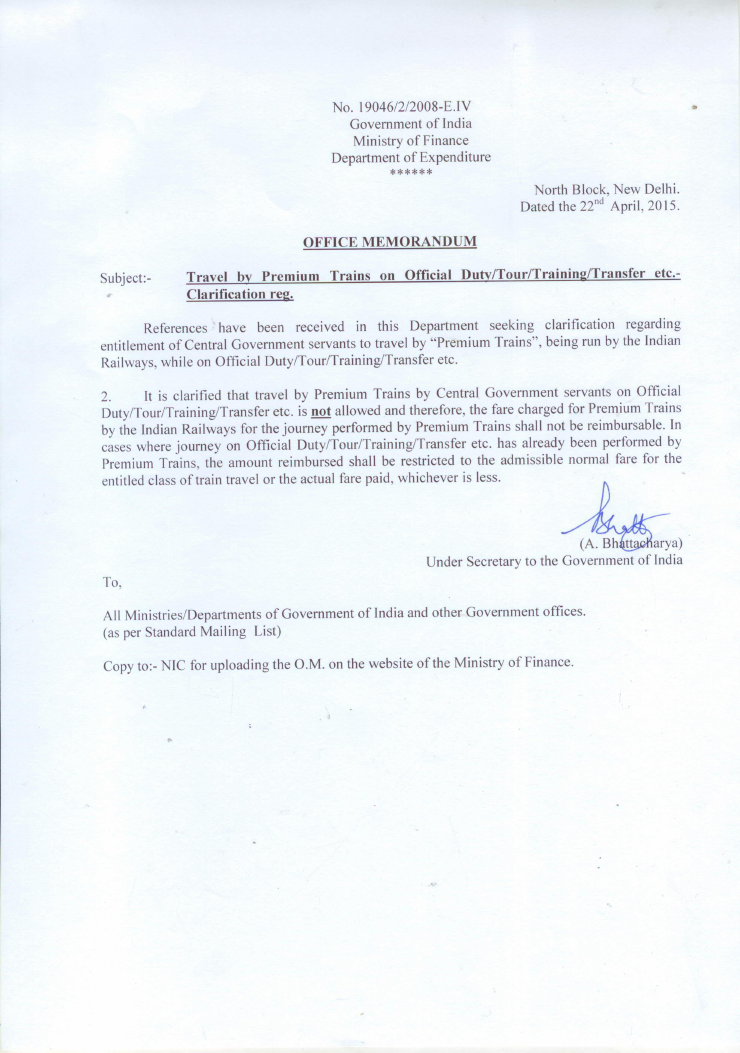 No. 19046/2/2008-E.IV
Government of India
Ministry of Finance
Department of Expenditure
******
North Block, New Delhi.
Dated the 22nd April, 2015.
OFFICE MEMORANDUM
Subject:- Travel by Premium Trains on Official Duty/Tour/Training/Transfer etc.-
Clarification reg.
References have been received in this Department seeking clarification regarding
entitlement of Central Government servants to travel by “Premium Trains”, being run by the Indian
Railways, while on Official Duty/Tour/Training/Transfer etc.
2. It is clarified that travel by Premium Trains by Central Government servants on Official
Duty/Tour/Training/Transfer etc. is not allowed and therefore, the fare charged for Premium Trains
by the Indian Railways for the journey performed by Premium Trains shall not be reimbursable. In
cases where journey on Official Duty/Tour/Training/Transfer etc. has already been performed by
Premium Trains, the amount reimbursed shall be restricted to the admissible normal fare for the
entitled class of train travel or the actual fare paid, whichever is less.
(A. Bhattacharya)
Under Secretary to the Government of India
To,
All Ministries/Departments of Government of India and other Government offices.
(as per Standard Mailing List)
Copy to:- NIC for uploading the O.M. on the website of the Ministry of Finance.